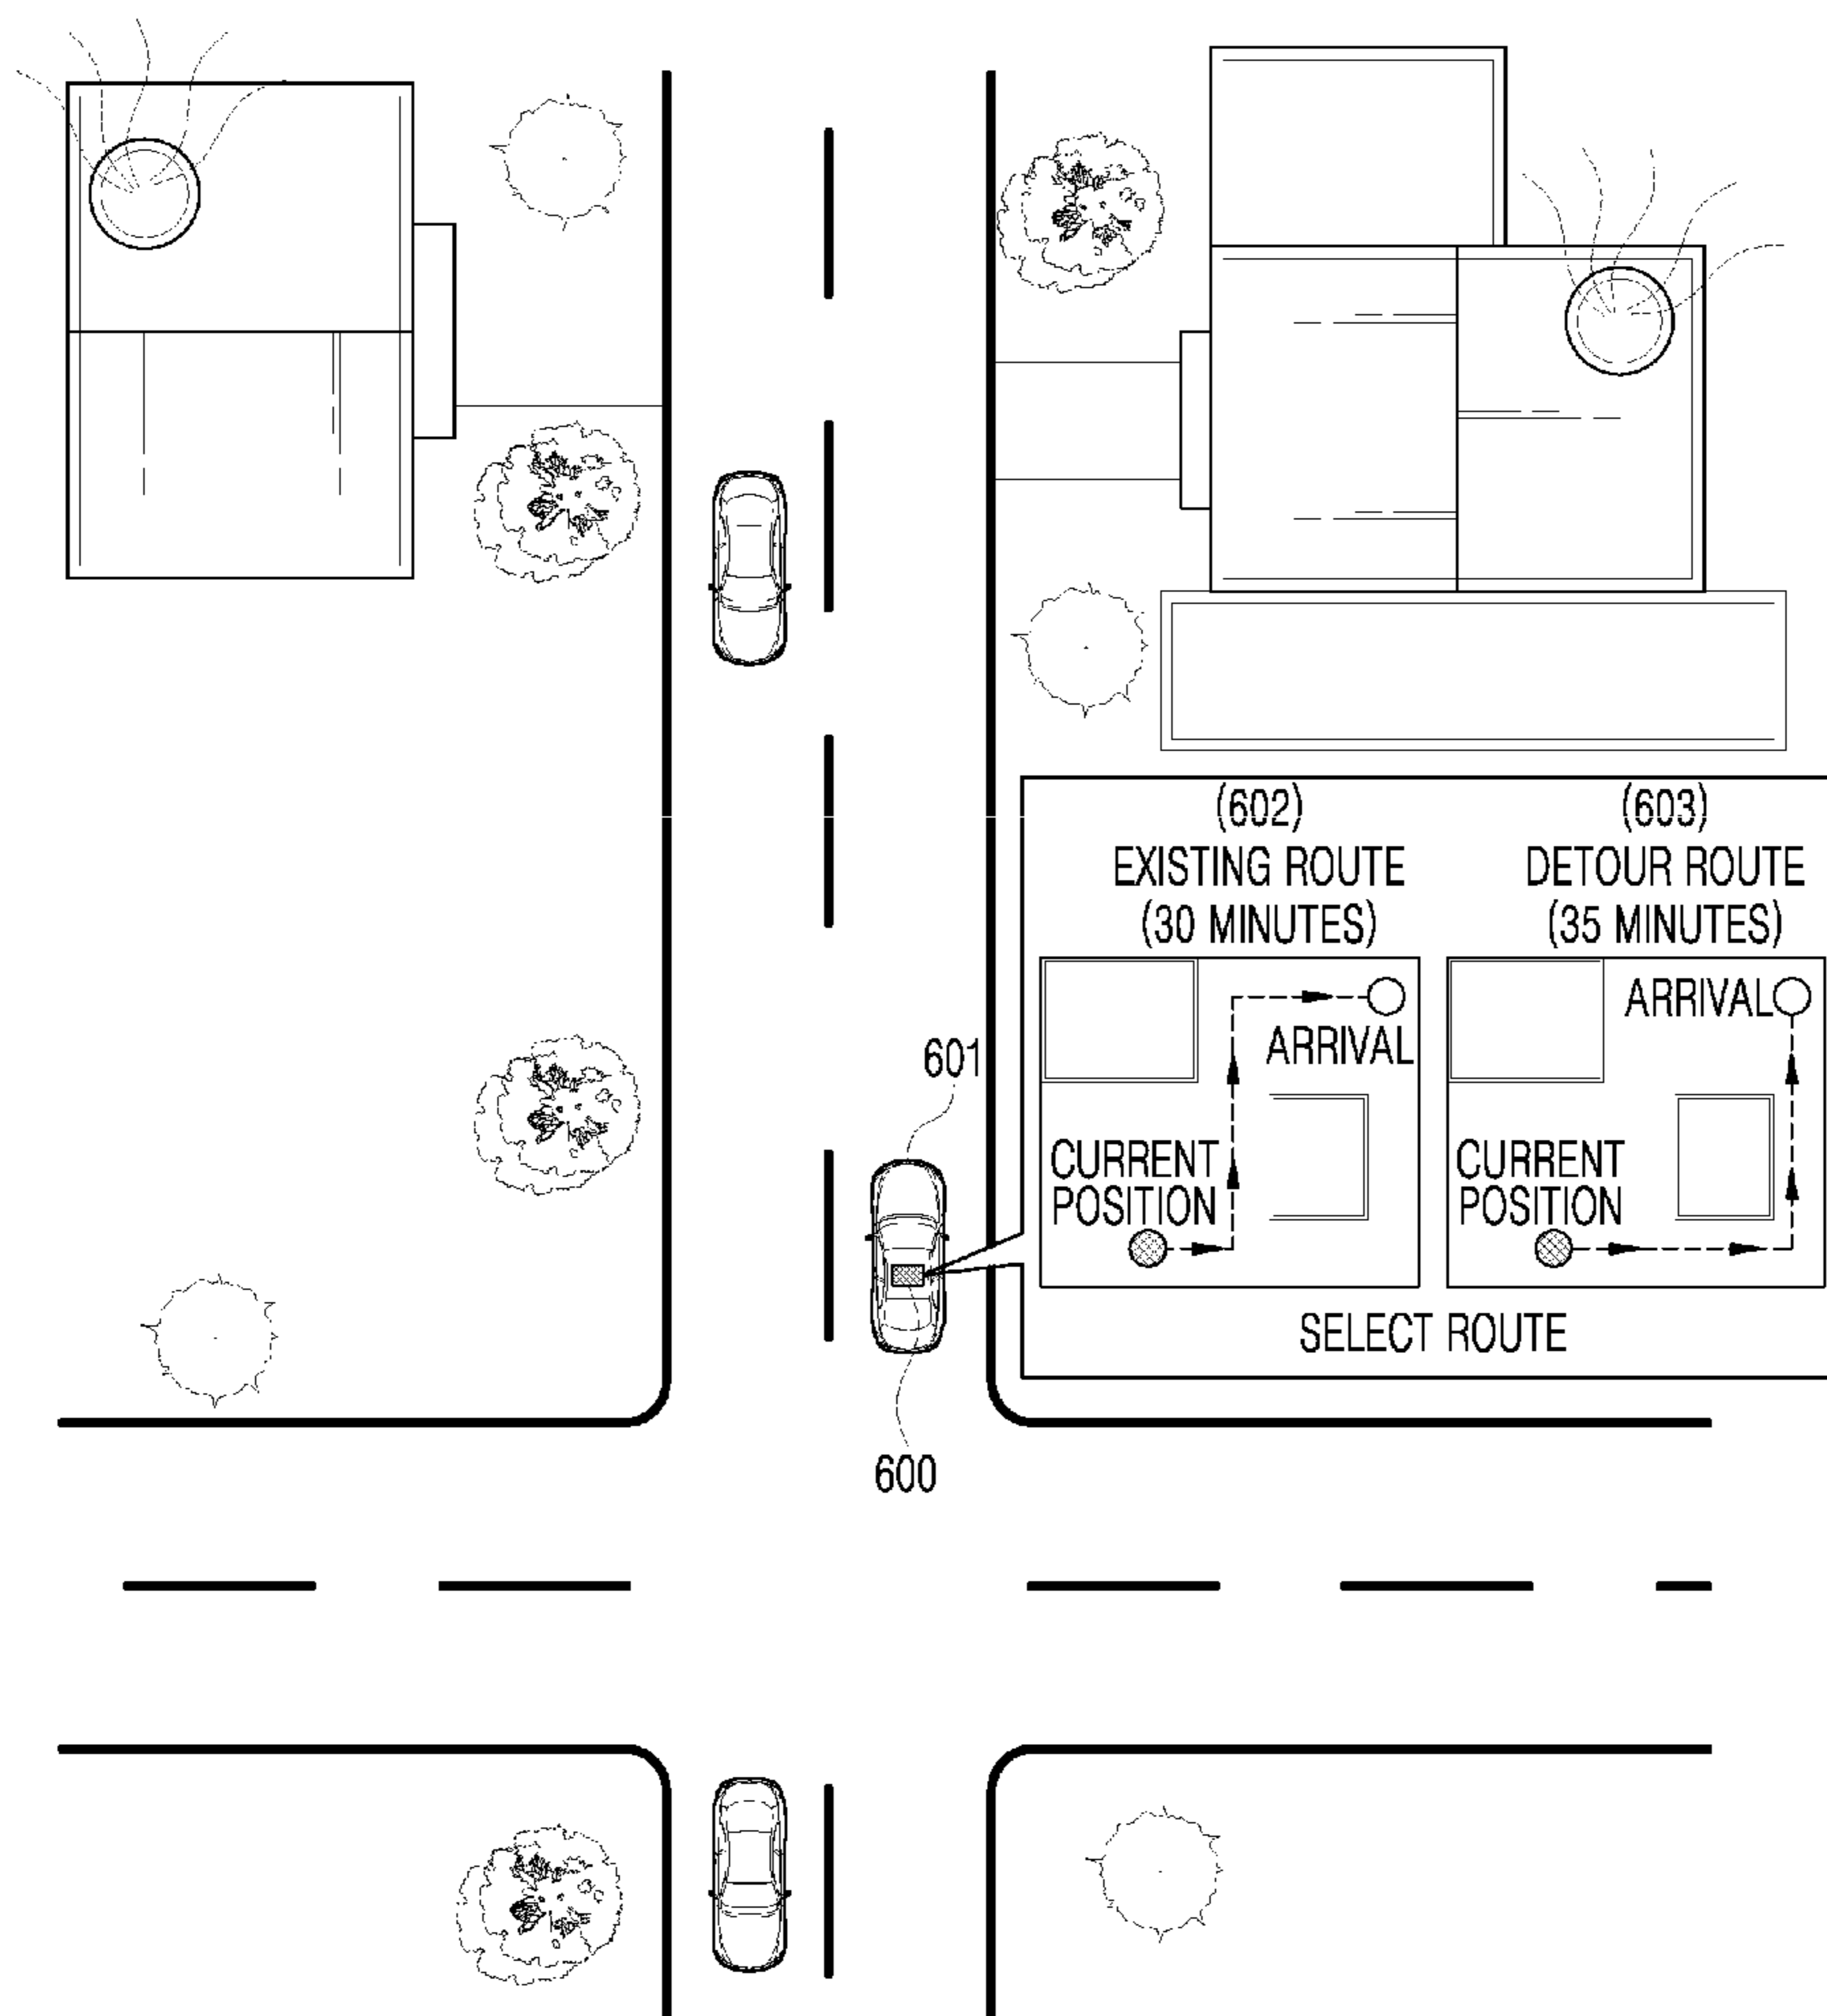 (602)
EXISTING ROUTE
(30 MINUTES)
ARRIVAL
CURRENT
POSITION
(603)
DETOUR ROUTE
(35 MINUTES)
ARRIVAL
CURRENT
POSITION
SELECT ROUTE
601
600